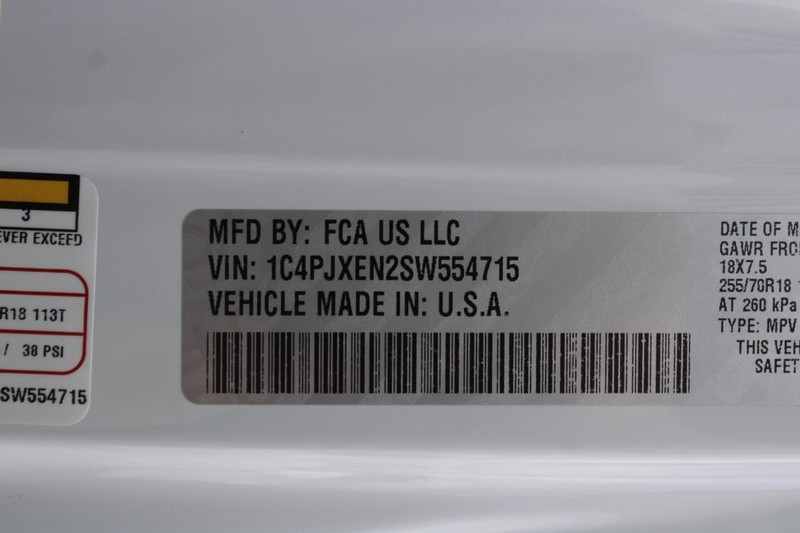 3
EVER EXCEED
R18 113T
/ 38 PSI
SW554715
MFD BY: FCA US LLC
VIN: 1C4PJXEN2SW554715
VEHICLE MADE IN: U.S.A.
DATE OF M
GAWR FRO
18X7.5
255/70R18 1
AT 260 kPa
TYPE: MPV
THIS VEH
SAFET